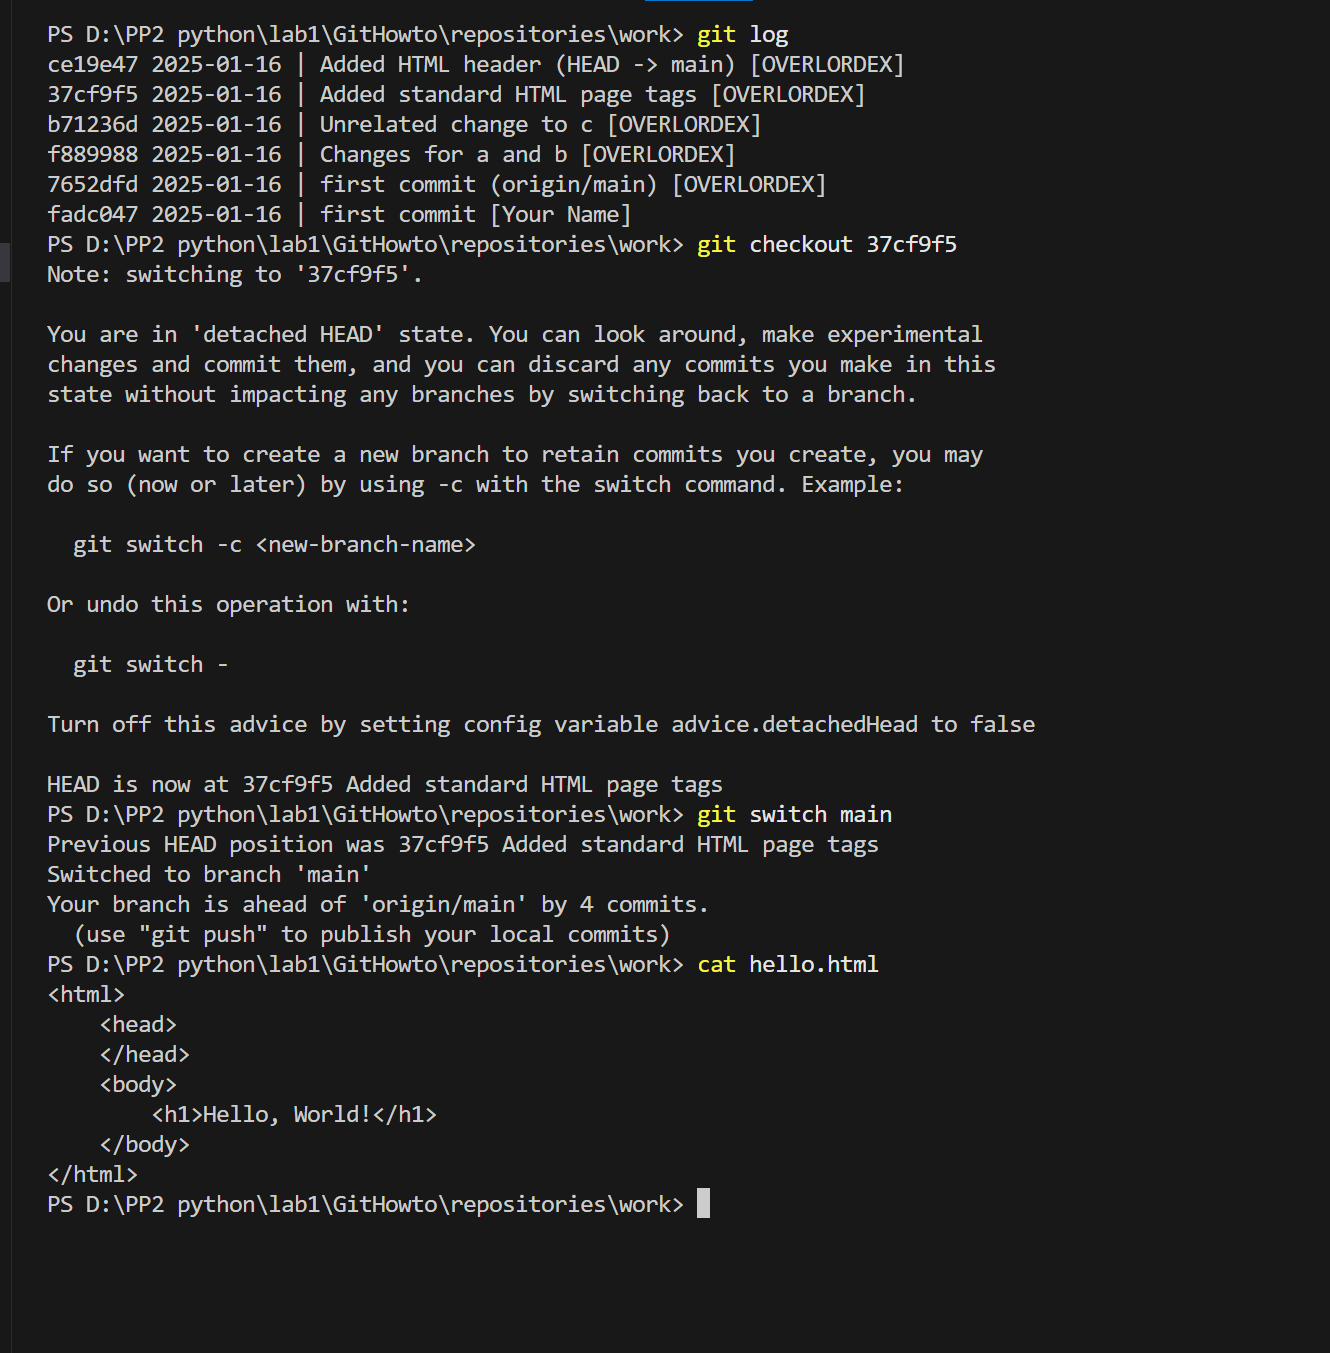 PS D:\PP2 python\lab1\GitHowto\repositories\work> git log
ce19e47 2025-01-16 | Added HTML header (HEAD -> main) [OVERLORDEX]
37cf9f5 2025-01-16 | Added standard HTML page tags [OVERLORDEX]
b71236d 2025-01-16 | Unrelated change to c [OVERLORDEX]
f889988 2025-01-16 | Changes for a and b [OVERLORDEX]
7652dfd 2025-01-16 | first commit (origin/main) [OVERLORDEX]
fadc047 2025-01-16 | first commit [Your Name]
PS D:\PP2 python\lab1\GitHowto\repositories\work> git checkout 37cf9f5
Note: switching to '37cf9f5'.

You are in 'detached HEAD' state. You can look around, make experimental
changes and commit them, and you can discard any commits you make in this
state without impacting any branches by switching back to a branch.

If you want to create a new branch to retain commits you create, you may
do so (now or later) by using -c with the switch command. Example:

  git switch -c <new-branch-name>

Or undo this operation with:

  git switch -

Turn off this advice by setting config variable advice.detachedHead to false

HEAD is now at 37cf9f5 Added standard HTML page tags
PS D:\PP2 python\lab1\GitHowto\repositories\work> git switch main
Previous HEAD position was 37cf9f5 Added standard HTML page tags
Switched to branch 'main'
Your branch is ahead of 'origin/main' by 4 commits.
  (use "git push" to publish your local commits)
PS D:\PP2 python\lab1\GitHowto\repositories\work> cat hello.html
<html>
    <head>
    </head>
    <body>
        <h1>Hello, World!</h1>
    </body>
</html>
PS D:\PP2 python\lab1\GitHowto\repositories\work>